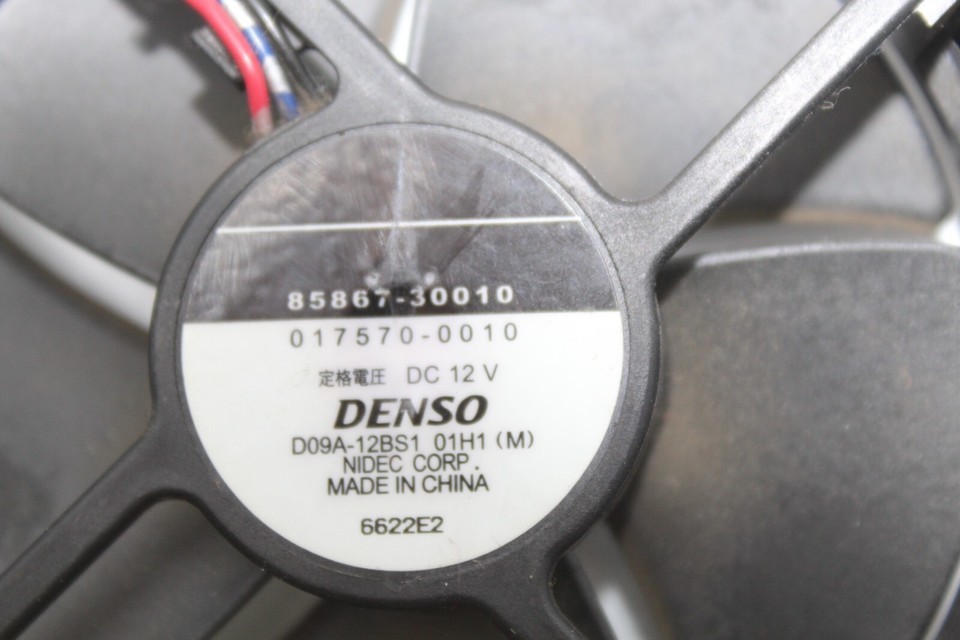 85867-30010
017570-0010
定格電圧 DC 12 V
DENSO
D09A-12BS1 01H1 (M)
NIDEC CORP.
MADE IN CHINA
6622E2